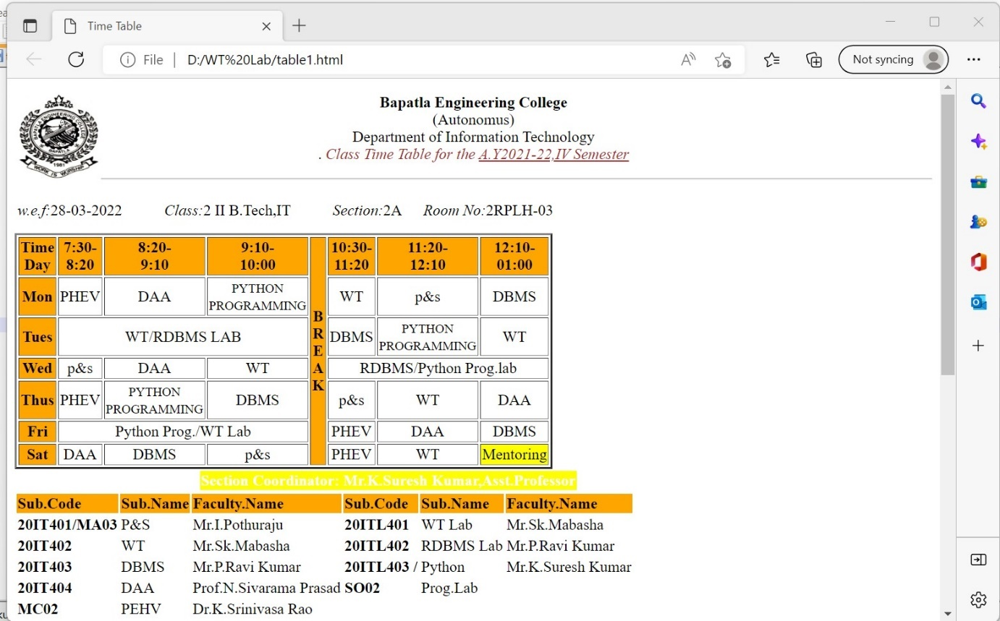 Time Table
File | D:/WT%20Lab/table1.html
Not syncing
BAPATLA ENGINEERING COLLEGE
BAPATLA
1981
WORK IS WORSHIP
Bapatla Engineering College
(Autonomus)
Department of Information Technology
. Class Time Table for the A.Y2021-22,IV Semester
w.e.f:28-03-2022 Class:2 II B.Tech,IT Section:2A Room No:2RPLH-03
Time Day 7:30-8:20 8:20-9:10 9:10-10:00 BREAK 10:30-11:20 11:20-12:10 12:10-01:00
Mon PHEV DAA PYTHON PROGRAMMING WT p&s DBMS
Tues WT/RDBMS LAB DBMS PYTHON PROGRAMMING WT
Wed p&s DAA WT RDBMS/Python Prog.lab
Thus PHEV PYTHON PROGRAMMING DBMS p&s WT DAA
Fri Python Prog./WT Lab PHEV DAA DBMS
Sat DAA DBMS p&s PHEV WT Mentoring
Section Coordinator: Mr.K.Suresh Kumar,Asst.Professor
Sub.Code Sub.Name Faculty.Name Sub.Code Sub.Name Faculty.Name
20IT401/MA03 P&S Mr.I.Pothuraju 20ITL401 WT Lab Mr.Sk.Mabasha
20IT402 WT Mr.Sk.Mabasha 20ITL402 RDBMS Lab Mr.P.Ravi Kumar
20IT403 DBMS Mr.P.Ravi Kumar 20ITL403 / Python Mr.K.Suresh Kumar
20IT404 DAA Prof.N.Sivarama Prasad SO02 Prog.Lab
MC02 PEHV Dr.K.Srinivasa Rao